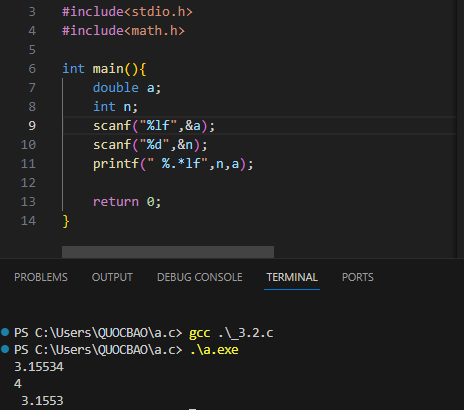 3 #include<stdio.h>
4 #include<math.h>
5
6 int main(){
7 double a;
8 int n;
9 scanf("%lf",&a);
10 scanf("%d",&n);
11 printf(" %.*lf",n,a);
12
13 return 0;
14 }
PROBLEMS OUTPUT DEBUG CONSOLE TERMINAL PORTS
PS C:\Users\QUOCBAO\a.c> gcc .\_3.2.c
PS C:\Users\QUOCBAO\a.c> .\a.exe
3.15534
4
 3.1553